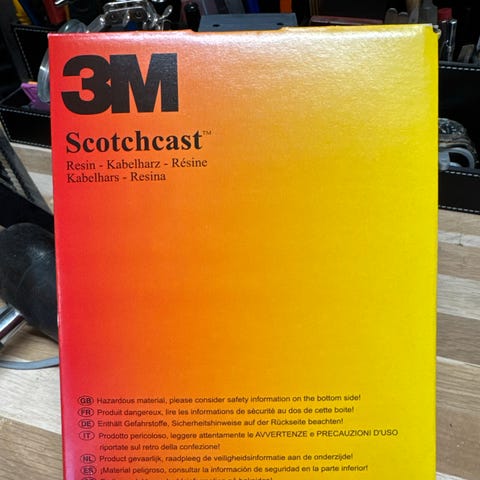 3M
Scotchcast™
Resin - Kabelharz - Résine
Kabelhars - Resina
GB Hazardous material, please consider safety information on the bottom side!
FR Produit dangereux, lire les informations de sécurité au dos de cette boite!
DE Enthält Gefahrstoffe, Sicherheitshinweise auf der Rückseite beachten!
IT Prodotto pericoloso, leggere attentamente le AVVERTENZE e PRECAUZIONI D'USO
riportate sul retro della confezione!
NL Product gevaarlijk, raadpleeg de veiligheidsinformatie aan de onderzijde!
ES ¡Material peligroso, consultar la información de seguridad en la parte inferior!